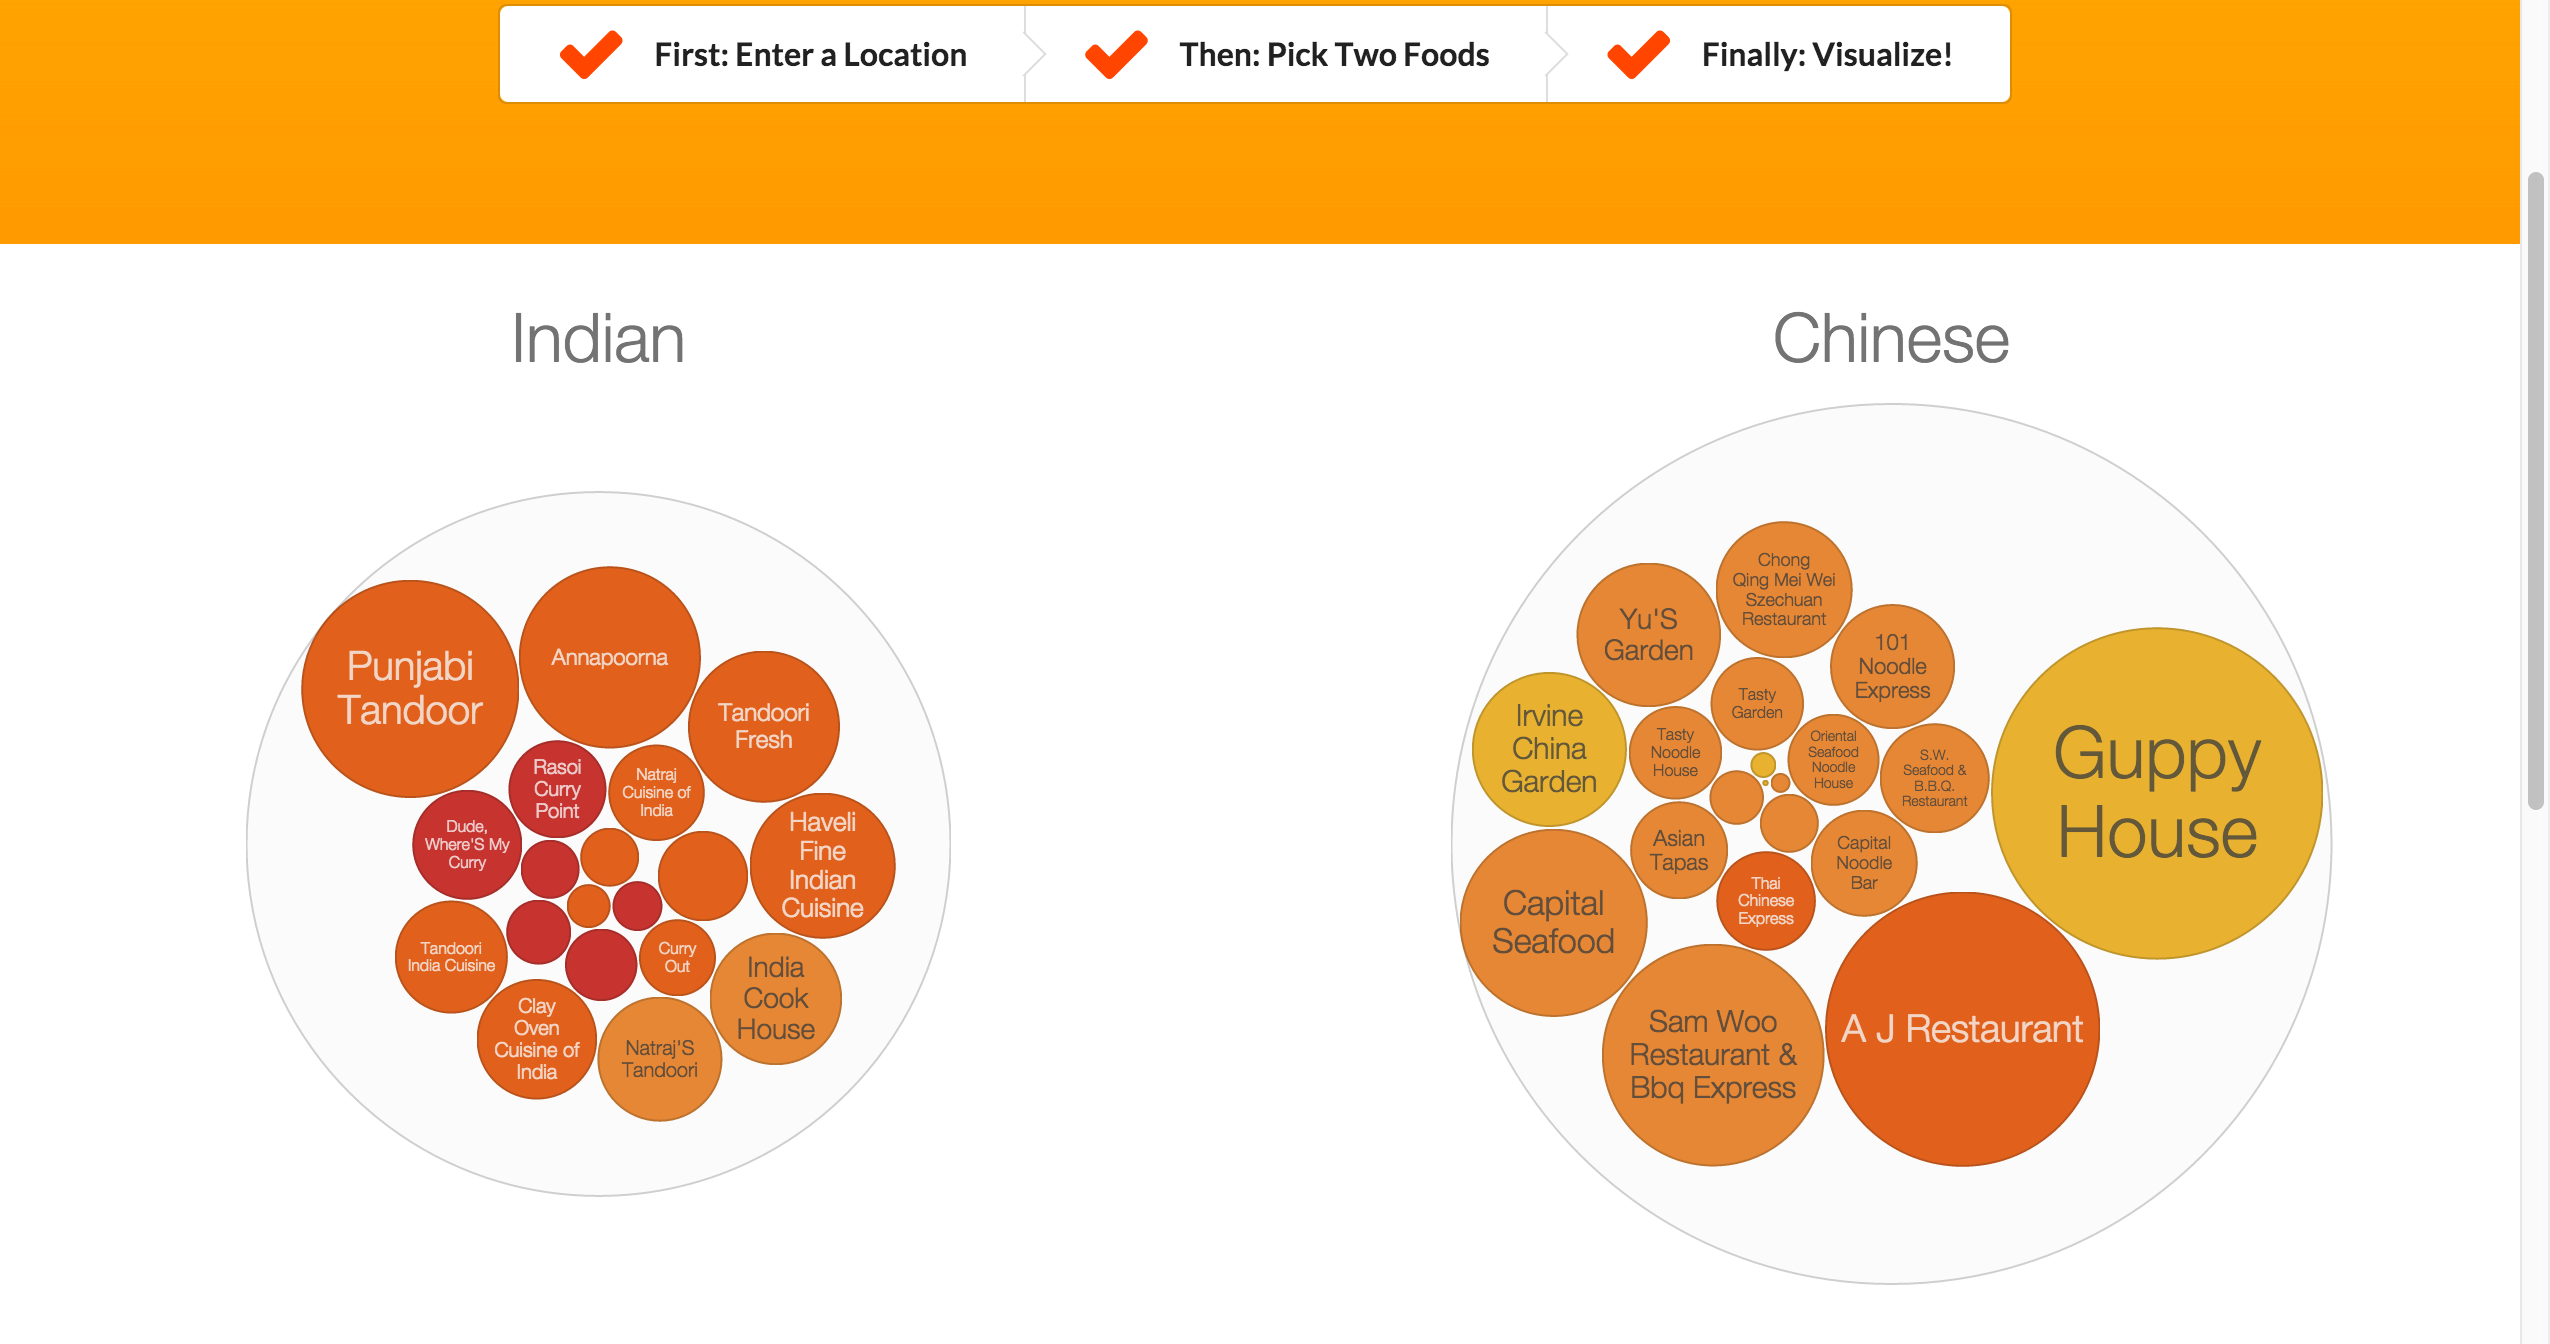 First: Enter a Location
Then: Pick Two Foods
Finally: Visualize!
Indian
Punjabi
Tandoor
Annapoorna
Tandoori
Fresh
Rasoi
Curry
Point
Natraj
Cuisine of
India
Dude,
Where'S My
Curry
Haveli
Fine
Indian
Cuisine
Tandoori
India Cuisine
Curry
Out
India
Cook
House
Clay
Oven
Cuisine of
India
Natraj'S
Tandoori
Chinese
Chong
Qing Mei Wei
Szechuan
Restaurant
Yu'S
Garden
101
Noodle
Express
Tasty
Garden
Irvine
China
Garden
Tasty
Noodle
House
Oriental
Seafood
Noodle
House
S.W.
Seafood &
B.B.Q.
Restaurant
Guppy
House
Asian
Tapas
Capital
Noodle
Bar
Thai
Chinese
Express
Capital
Seafood
Sam Woo
Restaurant &
Bbq Express
A J Restaurant